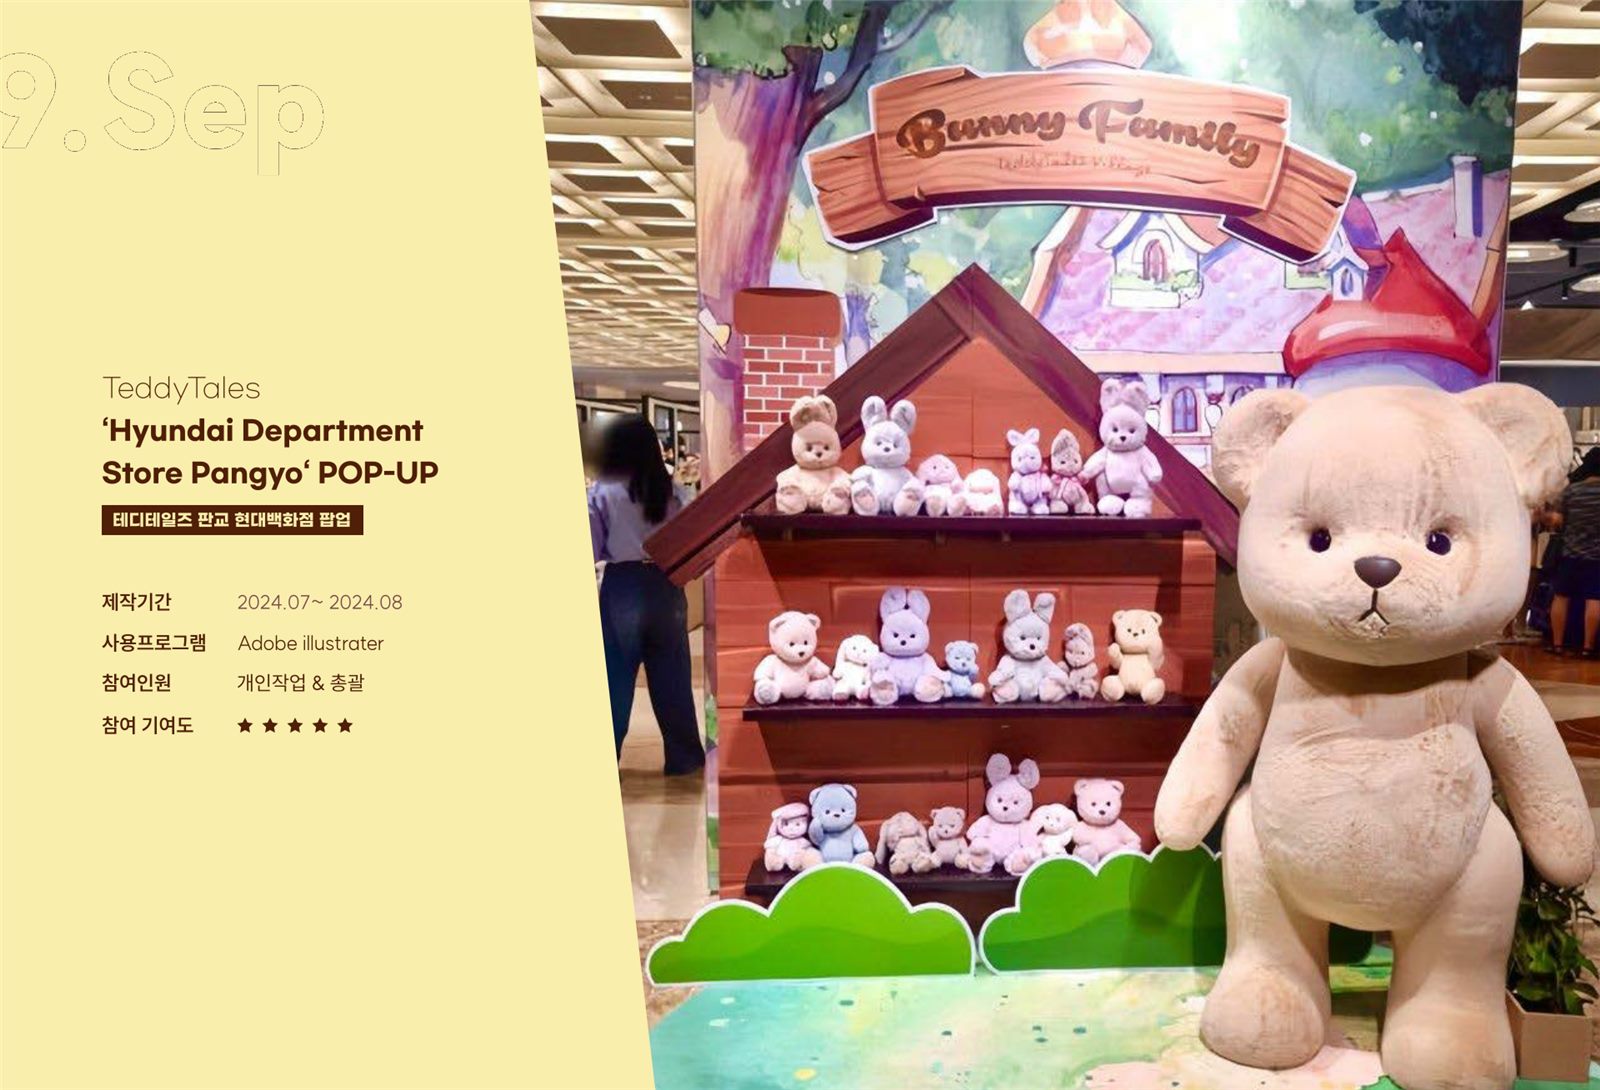 9.Sep
TeddyTales
‘Hyundai Department
Store Pangyo‘ POP-UP
테디테일즈 판교 현대백화점 팝업
제작기간 2024.07~ 2024.08
사용프로그램 Adobe illustrater
참여인원 개인작업 & 총괄
참여 기여도 ★ ★ ★ ★ ★
Bunny Family